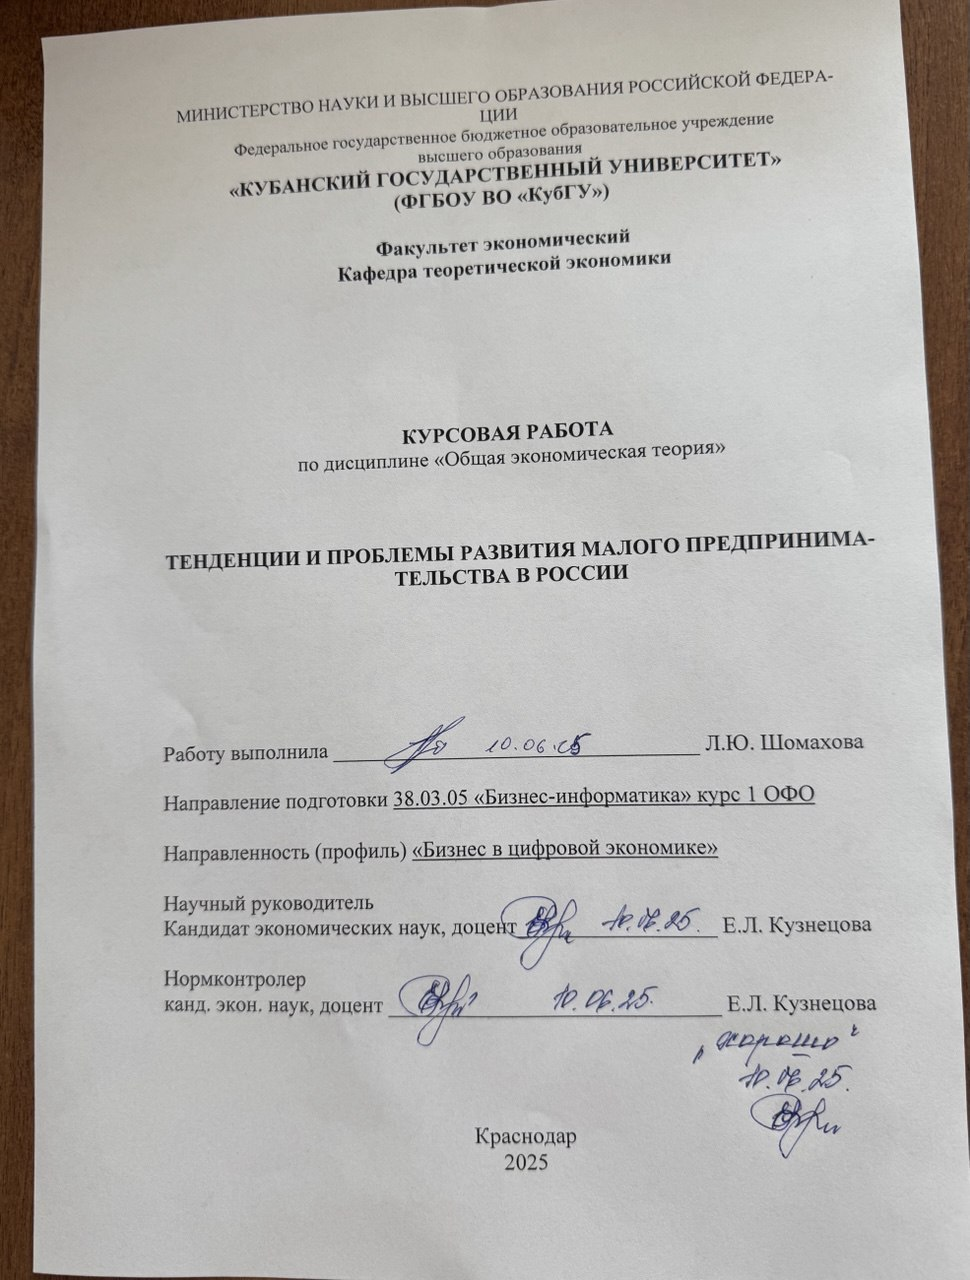 МИНИСТЕРСТВО НАУКИ И ВЫСШЕГО ОБРАЗОВАНИЯ РОССИЙСКОЙ ФЕДЕРА-
ЦИИ
Федеральное государственное бюджетное образовательное учреждение
высшего образования
«КУБАНСКИЙ ГОСУДАРСТВЕННЫЙ УНИВЕРСИТЕТ»
(ФГБОУ ВО «КубГУ»)
Факультет экономический
Кафедра теоретической экономики
КУРСОВАЯ РАБОТА
по дисциплине «Общая экономическая теория»
ТЕНДЕНЦИИ И ПРОБЛЕМЫ РАЗВИТИЯ МАЛОГО ПРЕДПРИНИМА-
ТЕЛЬСТВА В РОССИИ
Работу выполнила 10.06.25 Л.Ю. Шомахова
Направление подготовки 38.03.05 «Бизнес-информатика» курс 1 ОФО
Направленность (профиль) «Бизнес в цифровой экономике»
Научный руководитель
Кандидат экономических наук, доцент 10.06.25. Е.Л. Кузнецова
Нормконтролер
канд. экон. наук, доцент 10.06.25. Е.Л. Кузнецова
„хорошо“
10.06.25.
Краснодар
2025